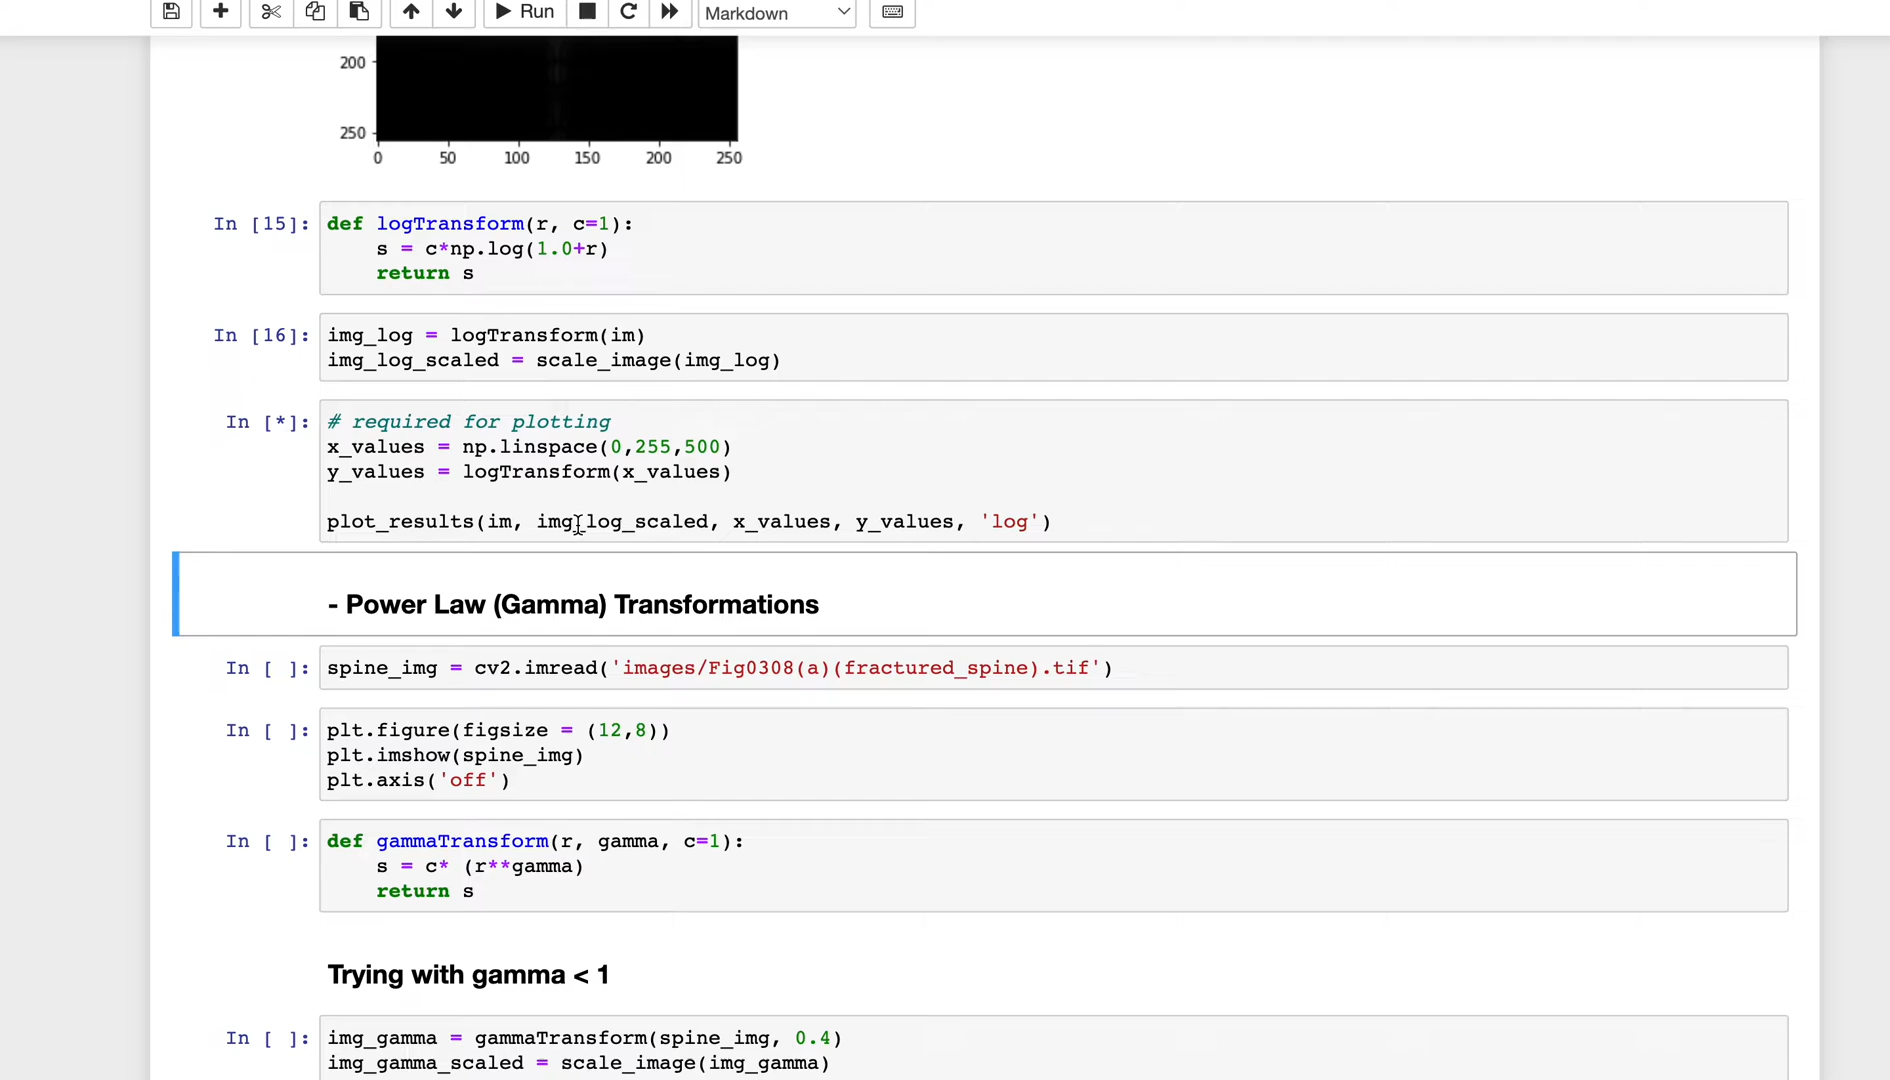 Run
Markdown
200
250
0 50 100 150 200 250
In [15]:
def logTransform(r, c=1):
    s = c*np.log(1.0+r)
    return s
In [16]:
img_log = logTransform(im)
img_log_scaled = scale_image(img_log)
In [*]:
# required for plotting
x_values = np.linspace(0,255,500)
y_values = logTransform(x_values)
plot_results(im, img_log_scaled, x_values, y_values, 'log')
- Power Law (Gamma) Transformations
In [ ]:
spine_img = cv2.imread('images/Fig0308(a)(fractured_spine).tif')
In [ ]:
plt.figure(figsize = (12,8))
plt.imshow(spine_img)
plt.axis('off')
In [ ]:
def gammaTransform(r, gamma, c=1):
    s = c* (r**gamma)
    return s
Trying with gamma < 1
In [ ]:
img_gamma = gammaTransform(spine_img, 0.4)
img_gamma_scaled = scale_image(img_gamma)